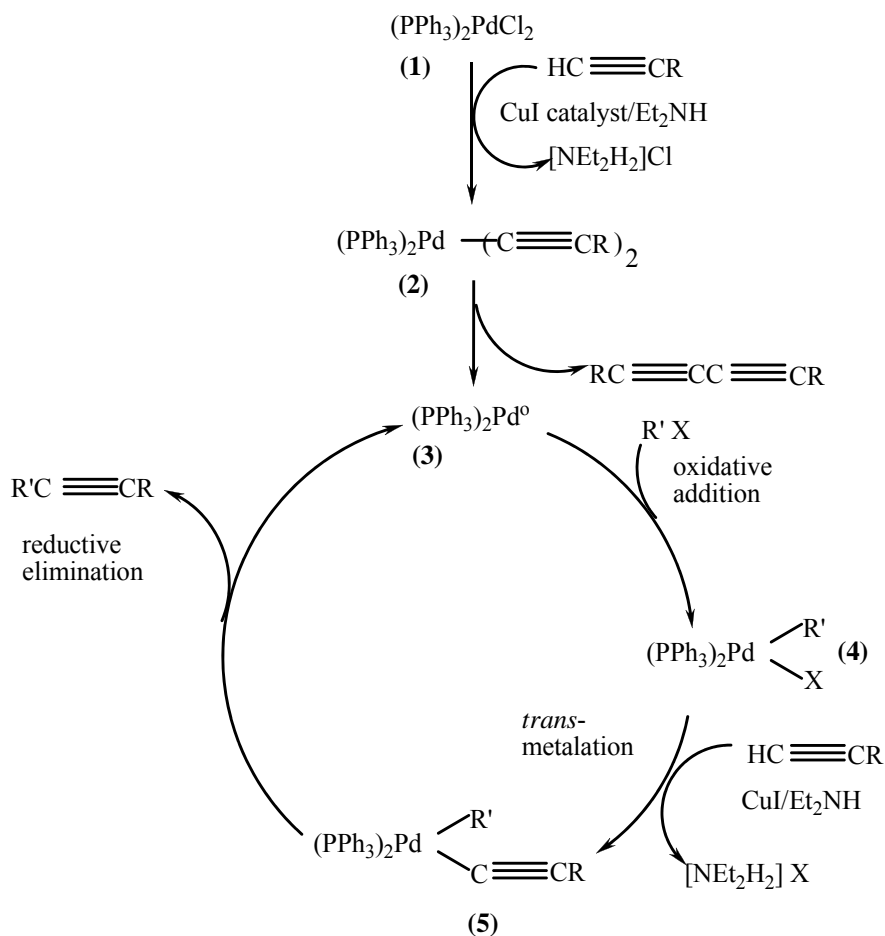 (PPh3)2PdCl2
(1)
HC≡CR
CuI catalyst/Et2NH
[NEt2H2]Cl
(PPh3)2Pd—(C≡CR)2
(2)
RC≡CC≡CR
(PPh3)2Pd⁰
(3)
R' X
oxidative
addition
R'C≡CR
reductive
elimination
R'
(PPh3)2Pd
(4)
X
trans-
metalation
HC≡CR
CuI/Et2NH
[NEt2H2] X
R'
(PPh3)2Pd
C≡CR
(5)